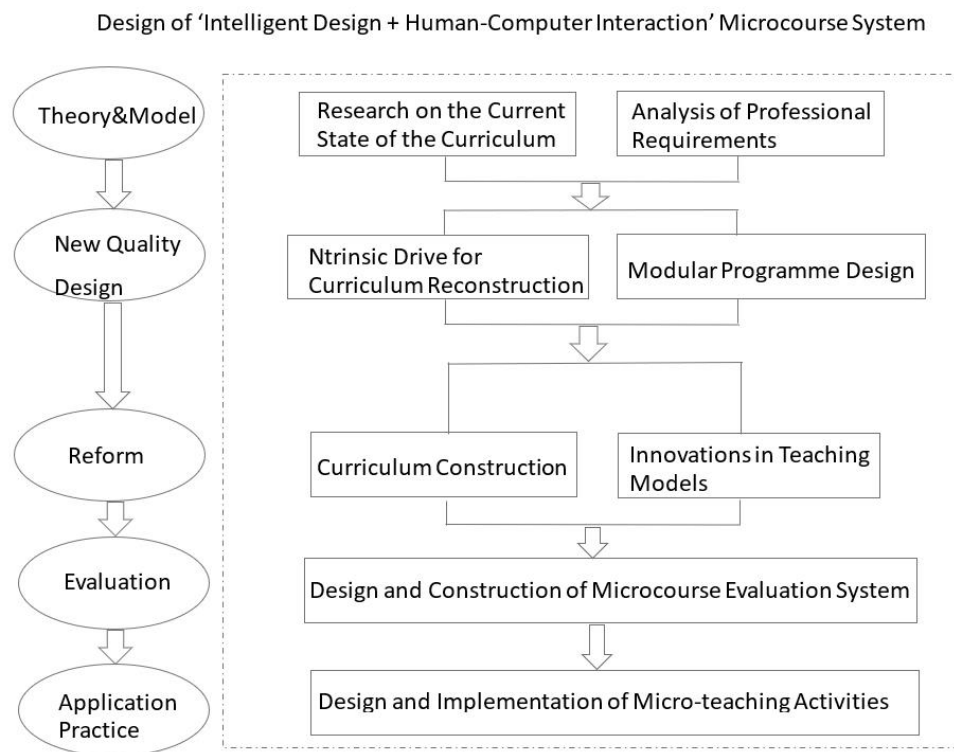 Design of ‘Intelligent Design + Human-Computer Interaction’ Microcourse System
Theory&Model
Research on the Current
State of the Curriculum
Analysis of Professional
Requirements
New Quality
Design
Ntrinsic Drive for
Curriculum Reconstruction
Modular Programme Design
Reform
Curriculum Construction
Innovations in Teaching
Models
Evaluation
Design and Construction of Microcourse Evaluation System
Application
Practice
Design and Implementation of Micro-teaching Activities